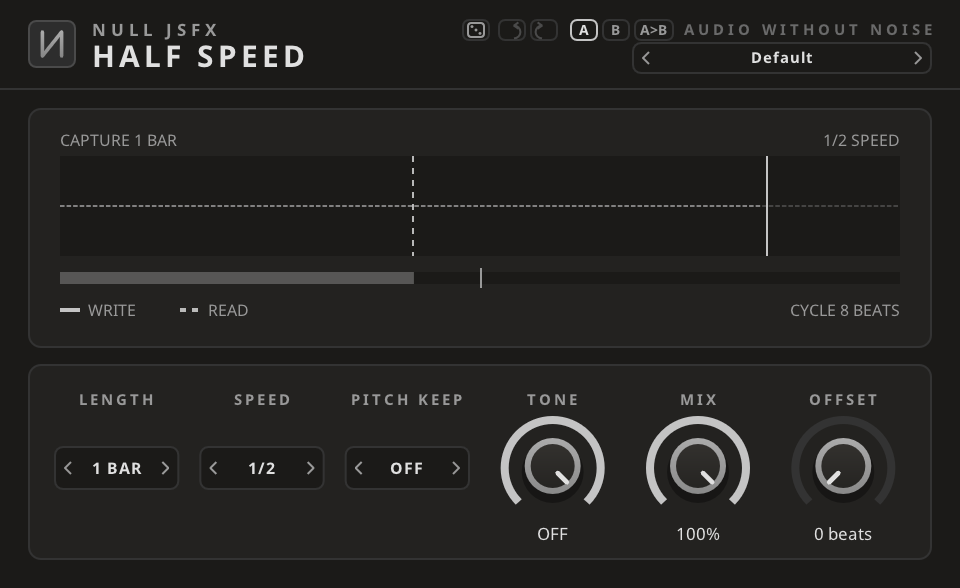 NULL JSFX
HALF SPEED
A B A>B AUDIO WITHOUT NOISE
Default
CAPTURE 1 BAR 1/2 SPEED
WRITE READ CYCLE 8 BEATS
LENGTH SPEED PITCH KEEP TONE MIX OFFSET
1 BAR 1/2 OFF
OFF 100% 0 beats